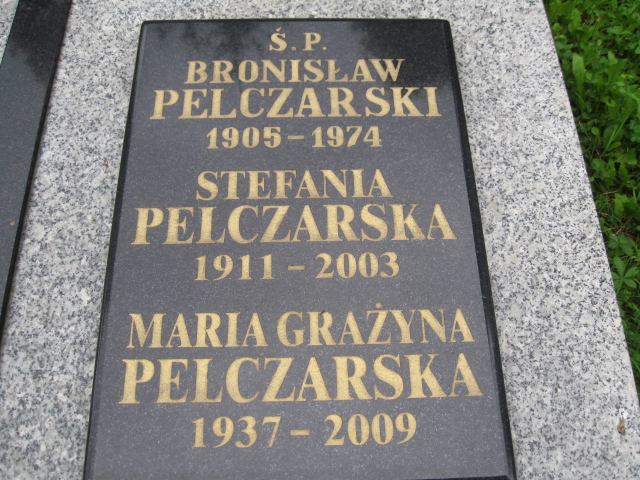 Ś.P.
BRONISŁAW
PELCZARSKI
1905-1974
STEFANIA
PELCZARSKA
1911-2003
MARIA GRAŻYNA
PELCZARSKA
1937-2009